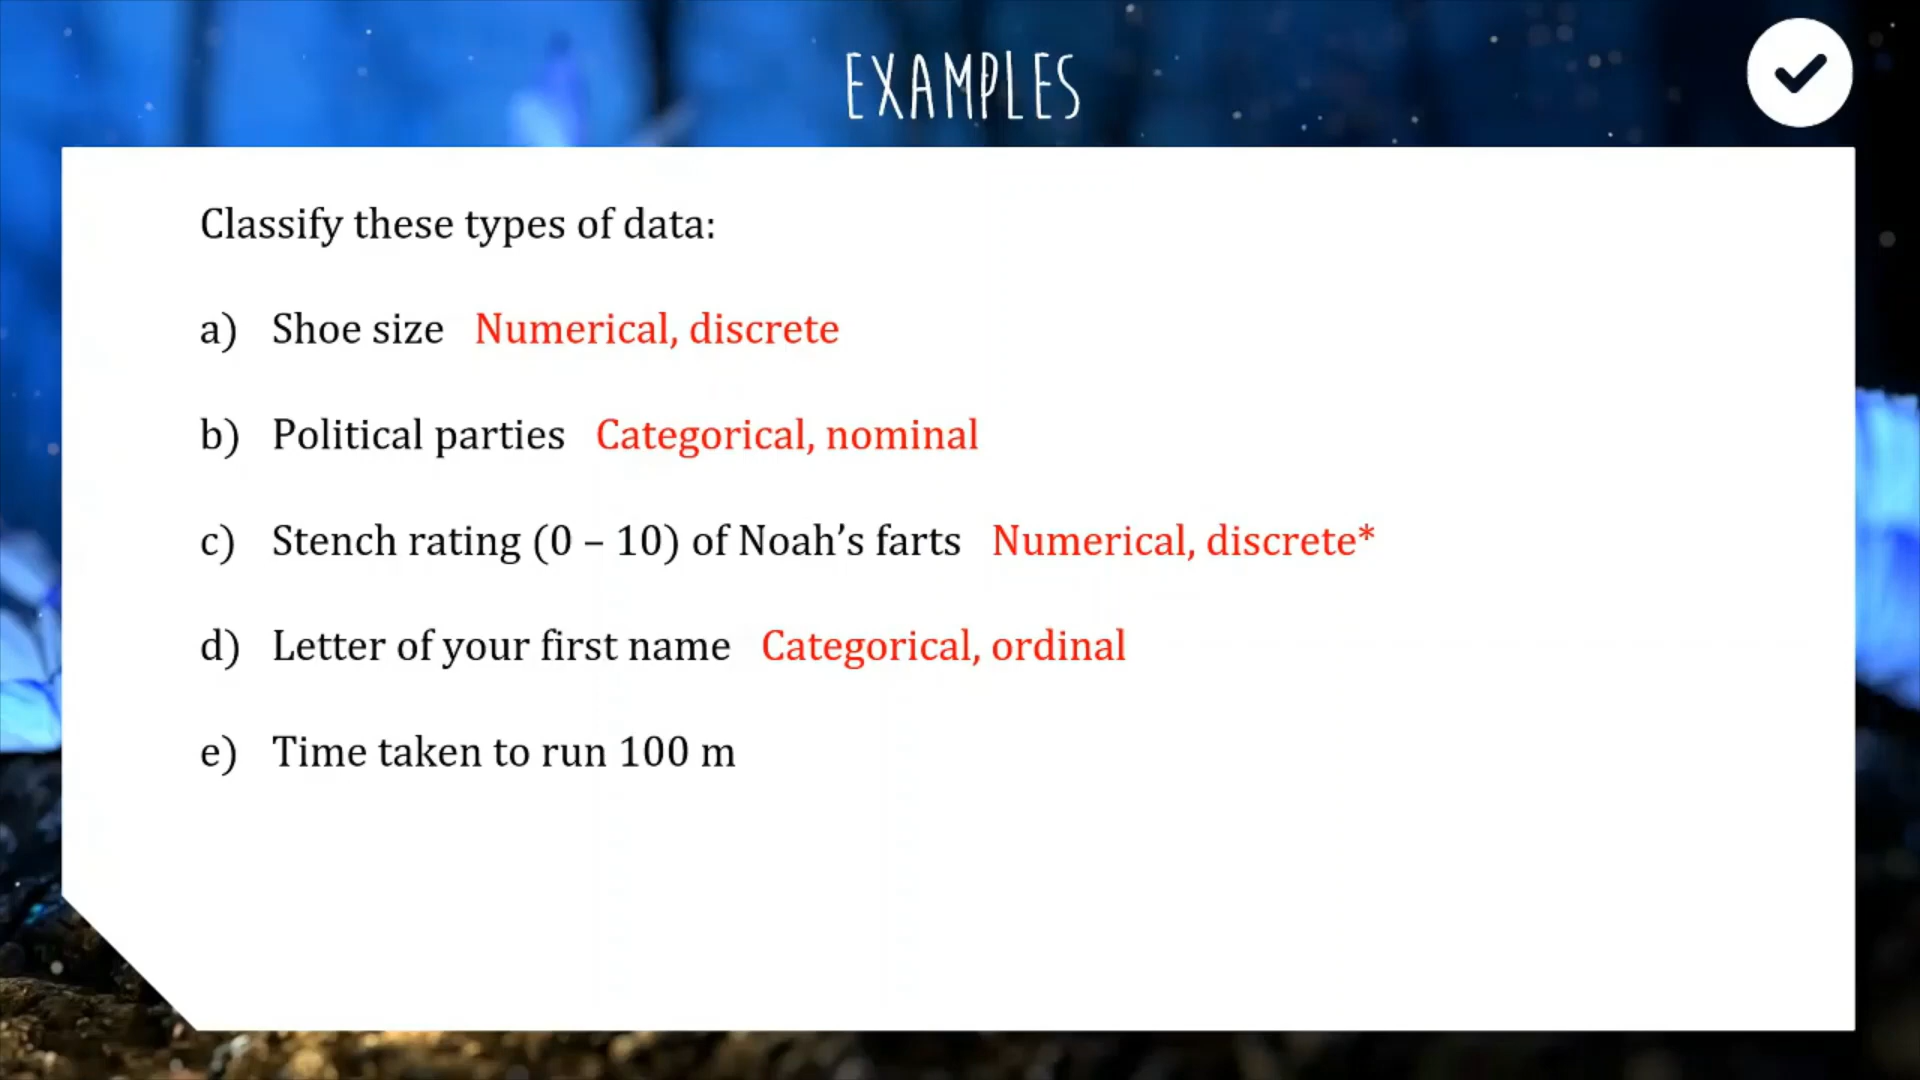 EXAMPLES
Classify these types of data:
a) Shoe size Numerical, discrete
b) Political parties Categorical, nominal
c) Stench rating (0 – 10) of Noah’s farts Numerical, discrete*
d) Letter of your first name Categorical, ordinal
e) Time taken to run 100 m